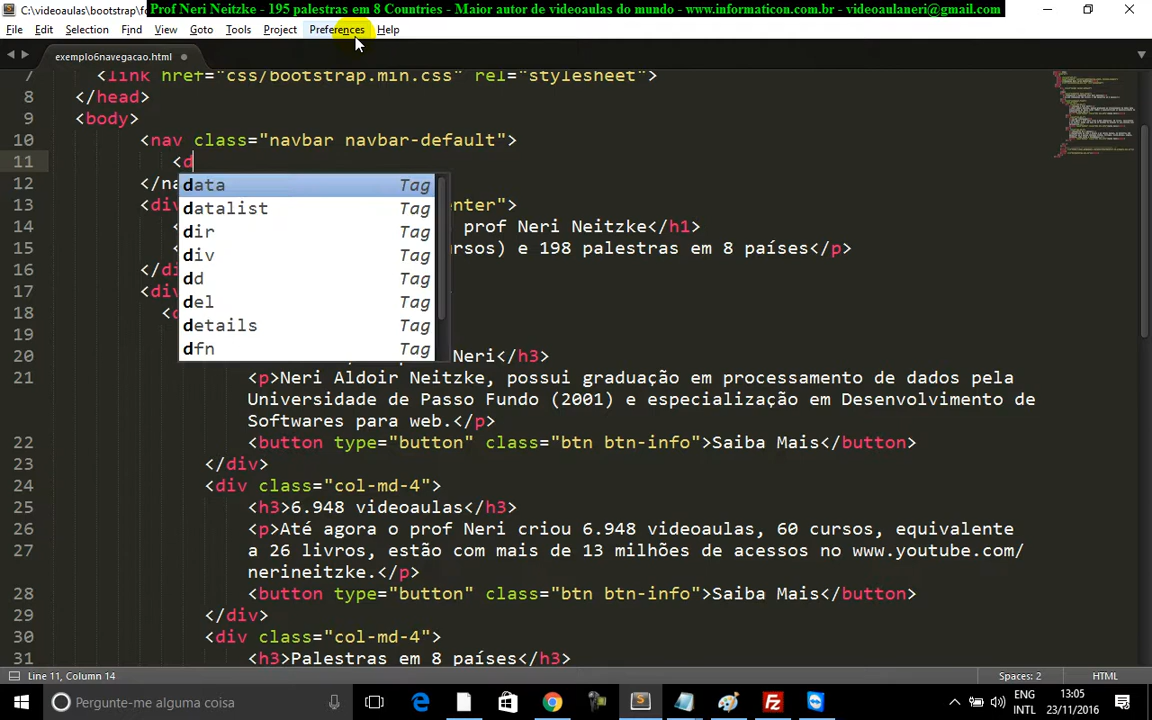 C:\videoaulas\bootstrap\fo
Prof Neri Neitzke - 195 palestras em 8 Countries - Maior autor de videoaulas do mundo - www.informaticon.com.br - videoaulaneri@gmail.com
File Edit Selection Find View Goto Tools Project Preferences Help
exemplo6navegacao.html
7 <link href="css/bootstrap.min.css" rel="stylesheet">
8 </head>
9 <body>
10 <nav class="navbar navbar-default">
11 <d
12 </na
data Tag
13 <div enter">
datalist Tag
14 < prof Neri Neitzke</h1>
dir Tag
15 < ursos) e 198 palestras em 8 países</p>
div Tag
16 </di
dd Tag
17 <div
del Tag
18 <d
details Tag
19
dfn Tag
20 Neri</h3>
21 <p>Neri Aldoir Neitzke, possui graduação em processamento de dados pela
Universidade de Passo Fundo (2001) e especialização em Desenvolvimento de
Softwares para web.</p>
22 <button type="button" class="btn btn-info">Saiba Mais</button>
23 </div>
24 <div class="col-md-4">
25 <h3>6.948 videoaulas</h3>
26 <p>Até agora o prof Neri criou 6.948 videoaulas, 60 cursos, equivalente
27 a 26 livros, estão com mais de 13 milhões de acessos no www.youtube.com/
nerineitzke.</p>
28 <button type="button" class="btn btn-info">Saiba Mais</button>
29 </div>
30 <div class="col-md-4">
31 <h3>Palestras em 8 países</h3>
Line 11, Column 14 Spaces: 2 HTML
Pergunte-me alguma coisa
ENG 13:05
INTL 23/11/2016